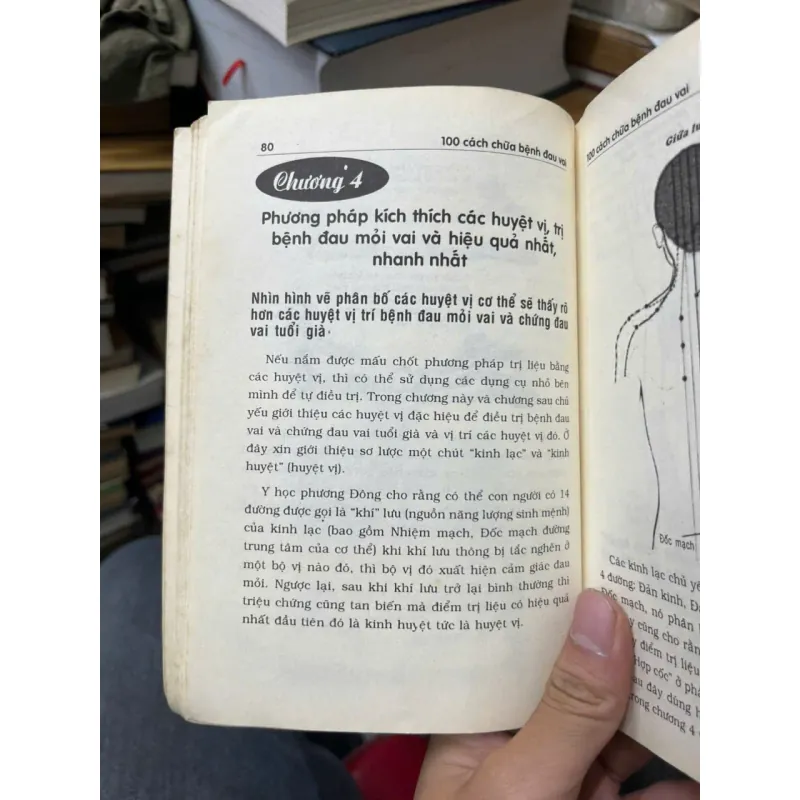 80
100 cách chữa bệnh đau vai
Chương 4
Phương pháp kích thích các huyệt vị, trị
bệnh đau mỏi vai và hiệu quả nhất,
nhanh nhất
Nhìn hình vẽ phân bố các huyệt vị cơ thể sẽ thấy rõ
hơn các huyệt vị trí bệnh đau mỏi vai và chứng đau
vai tuổi già.
Nếu nắm được mấu chốt phương pháp trị liệu bằng
các huyệt vị, thì có thể sử dụng các dụng cụ nhỏ bên
mình để tự điều trị. Trong chương này và chương sau chủ
yếu giới thiệu các huyệt vị đặc hiệu để điều trị bệnh đau
vai và chứng đau vai tuổi già và vị trí các huyệt vị đó. Ở
đây xin giới thiệu sơ lược một chút "kinh lạc" và "kinh
huyệt" (huyệt vị).
Y học phương Đông cho rằng có thể con người có 14
đường được gọi là "khí" lưu (nguồn năng lượng sinh mệnh)
của kinh lạc (bao gồm Nhiệm mạch, Đốc mạch đường
trung tâm của cơ thể) khi khí lưu thông bị tắc nghẽn ở
một bộ vị nào đó, thì bộ vị đó xuất hiện cảm giác đau
mỏi. Ngược lại, sau khi khí lưu trở lại bình thường thì
triệu chứng cũng tan biến mà điểm trị liệu có hiệu quả
nhất đầu tiên đó là kinh huyệt tức là huyệt vị.
100 cách chữa bệnh đau vai
Giữa
Đốc mạch
Các kinh lạc chủ
4 đường: Đản kinh,
Đốc mạch, nó phân
cũng cho
điểm trị liệu
"Hợp cốc" ở
đây dùng
trong chương 4